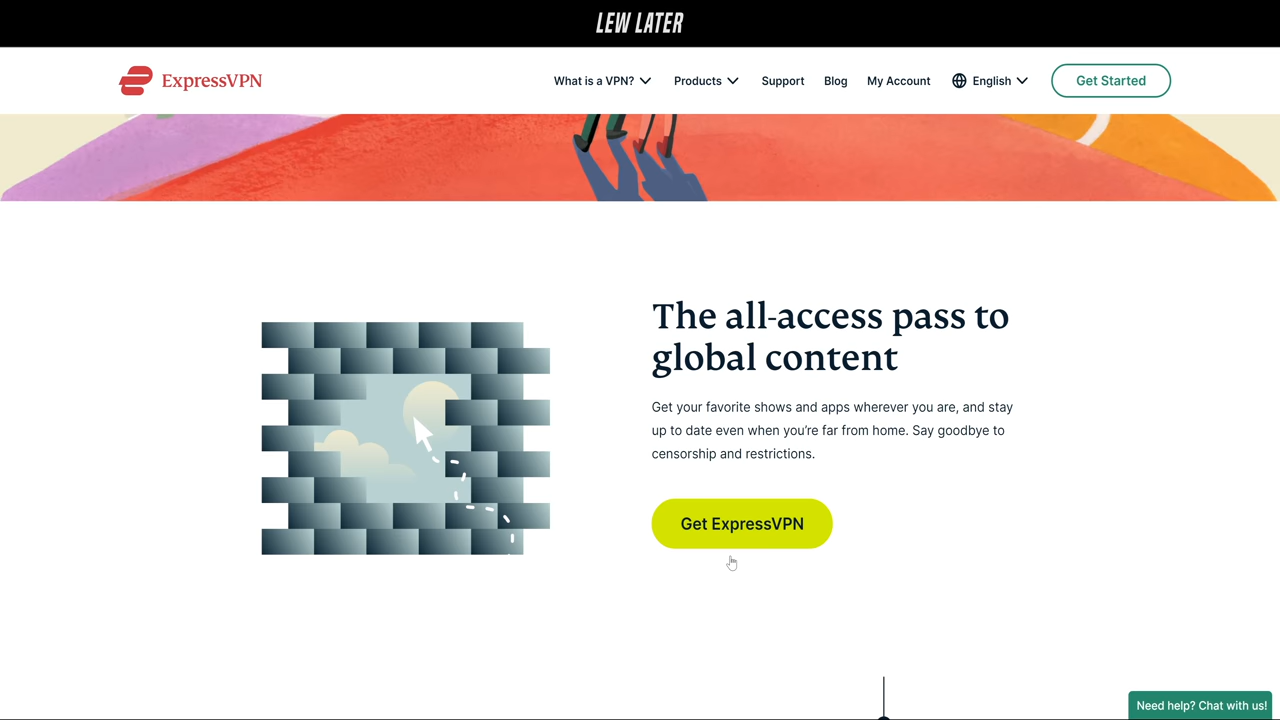 LEW LATER
ExpressVPN
What is a VPN?
Products
Support
Blog
My Account
English
Get Started
The all-access pass to
global content
Get your favorite shows and apps wherever you are, and stay
up to date even when you're far from home. Say goodbye to
censorship and restrictions.
Get ExpressVPN
Need help? Chat with us!